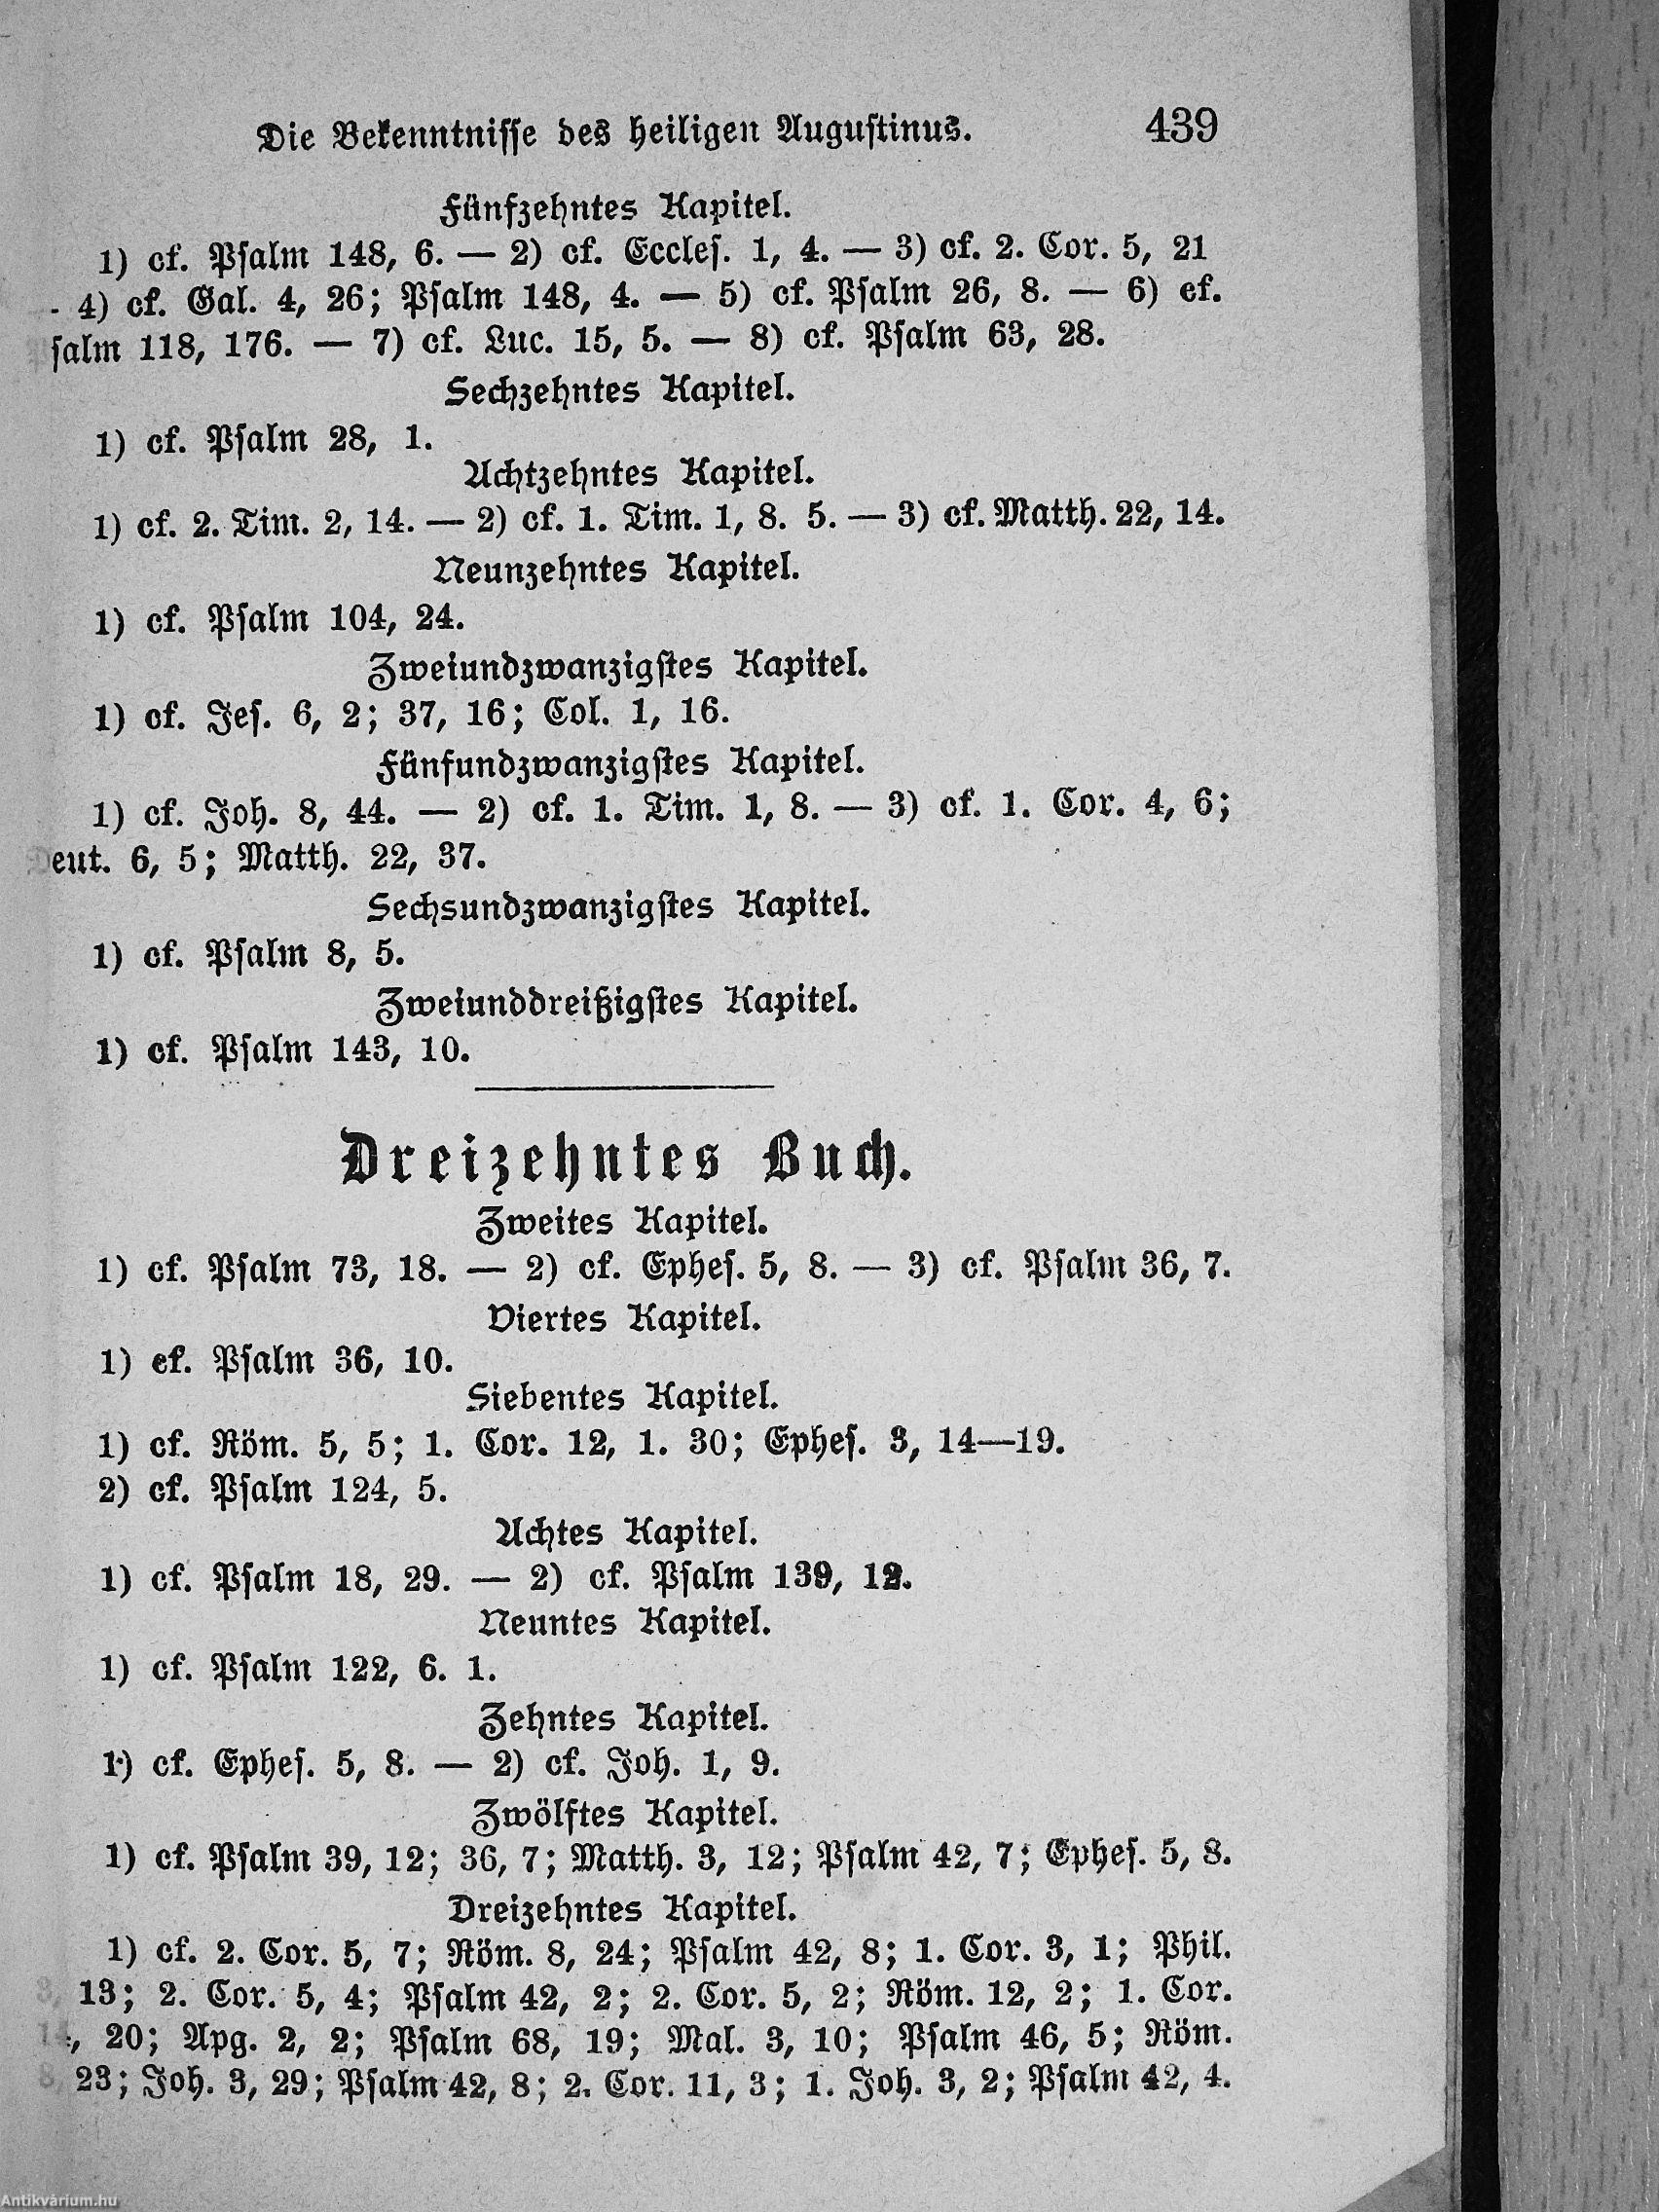 Die Bekenntnisse des heiligen Augustinus. 439
Fünfzehntes Kapitel.
1) cf. Psalm 148, 6. — 2) cf. Eccles. 1, 4. — 3) cf. 2. Cor. 5, 21
- 4) cf. Gal. 4, 26; Psalm 148, 4. — 5) cf. Psalm 26, 8. — 6) cf.
Psalm 118, 176. — 7) cf. Luc. 15, 5. — 8) cf. Psalm 63, 28.
Sechzehntes Kapitel.
1) cf. Psalm 28, 1.
Achtzehntes Kapitel.
1) cf. 2. Tim. 2, 14. — 2) cf. 1. Tim. 1, 8. 5. — 3) cf. Matth. 22, 14.
Neunzehntes Kapitel.
1) cf. Psalm 104, 24.
Zweiundzwanzigstes Kapitel.
1) cf. Jes. 6, 2; 37, 16; Col. 1, 16.
Fünfundzwanzigstes Kapitel.
1) cf. Joh. 8, 44. — 2) cf. 1. Tim. 1, 8. — 3) cf. 1. Cor. 4, 6;
Deut. 6, 5; Matth. 22, 37.
Sechsundzwanzigstes Kapitel.
1) cf. Psalm 8, 5.
Zweiunddreißigstes Kapitel.
1) cf. Psalm 143, 10.
Dreizehntes Buch.
Zweites Kapitel.
1) cf. Psalm 73, 18. — 2) cf. Ephes. 5, 8. — 3) cf. Psalm 36, 7.
Viertes Kapitel.
1) cf. Psalm 36, 10.
Siebentes Kapitel.
1) cf. Röm. 5, 5; 1. Cor. 12, 1. 30; Ephes. 3, 14—19.
2) cf. Psalm 124, 5.
Achtes Kapitel.
1) cf. Psalm 18, 29. — 2) cf. Psalm 139, 12.
Neuntes Kapitel.
1) cf. Psalm 122, 6. 1.
Zehntes Kapitel.
1) cf. Ephes. 5, 8. — 2) cf. Joh. 1, 9.
Zwölftes Kapitel.
1) cf. Psalm 39, 12; 36, 7; Matth. 3, 12; Psalm 42, 7; Ephes. 5, 8.
Dreizehntes Kapitel.
1) cf. 2. Cor. 5, 7; Röm. 8, 24; Psalm 42, 8; 1. Cor. 3, 1; Phil.
3, 13; 2. Cor. 5, 4; Psalm 42, 2; 2. Cor. 5, 2; Röm. 12, 2; 1. Cor.
14, 20; Apg. 2, 2; Psalm 68, 19; Mal. 3, 10; Psalm 46, 5; Röm.
8, 23; Joh. 3, 29; Psalm 42, 8; 2. Cor. 11, 3; 1. Joh. 3, 2; Psalm 42, 4.
Antikvárium.hu